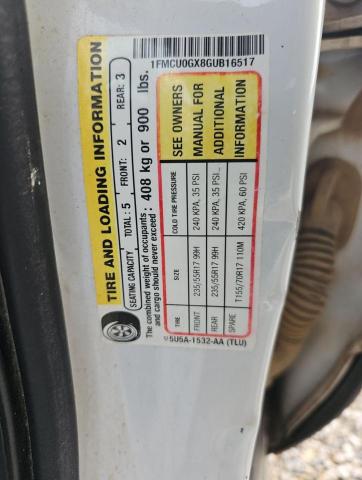 1FMCU0GX8GUB16517
TIRE AND LOADING INFORMATION
SEATING CAPACITY TOTAL: 5 FRONT: 2 REAR: 3
The combined weight of occupants
and cargo should never exceed : 408 kg or 900 lbs.
SIZE COLD TIRE PRESSURE
FRONT 235/55R17 99H 240 KPA, 35 PSI
REAR 235/55R17 99H 240 KPA, 35 PSI
SPARE T155/70R17 110M 420 KPA, 60 PSI
SEE OWNERS
MANUAL FOR
ADDITIONAL
INFORMATION
5U5A-1532-AA (TLU)